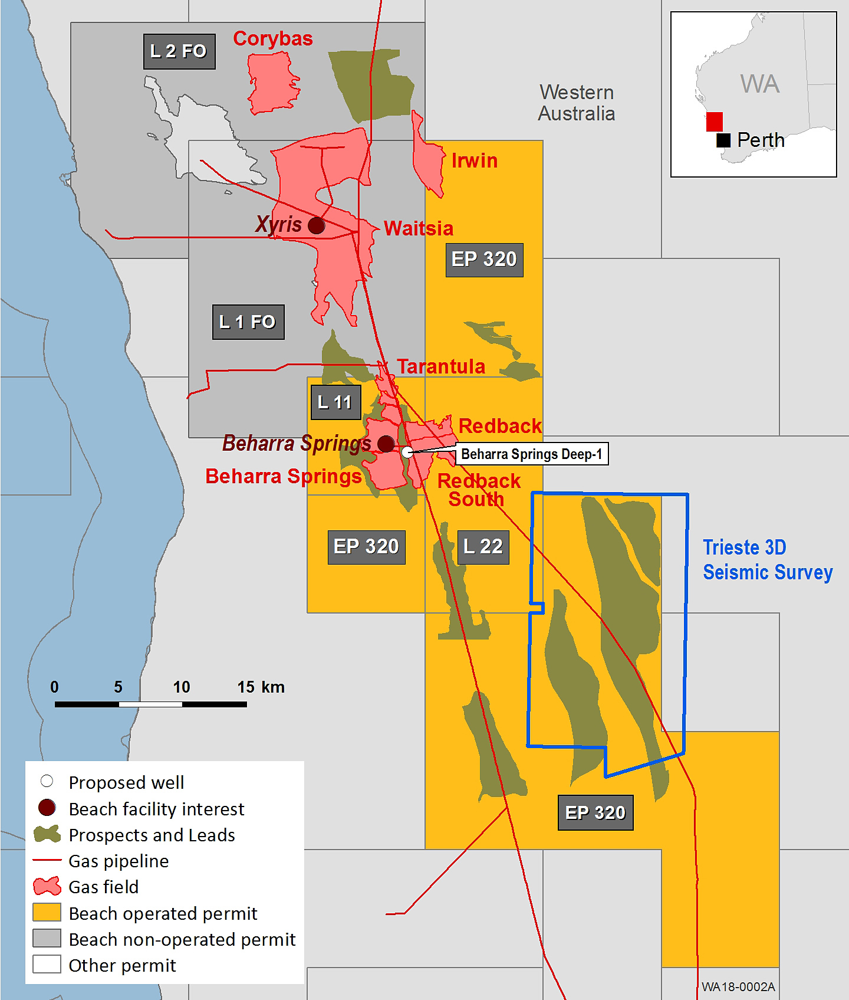 L 2 FO
Corybas
Western
Australia
WA
Perth
Irwin
Xyris
Waitsia
EP 320
L 1 FO
Tarantula
L 11
Redback
Beharra Springs
Beharra Springs Deep-1
Beharra Springs
Redback
South
EP 320
L 22
Trieste 3D
Seismic Survey
0 5 10 15 km
Proposed well
Beach facility interest
Prospects and Leads
Gas pipeline
Gas field
Beach operated permit
Beach non-operated permit
Other permit
EP 320
WA18-0002A